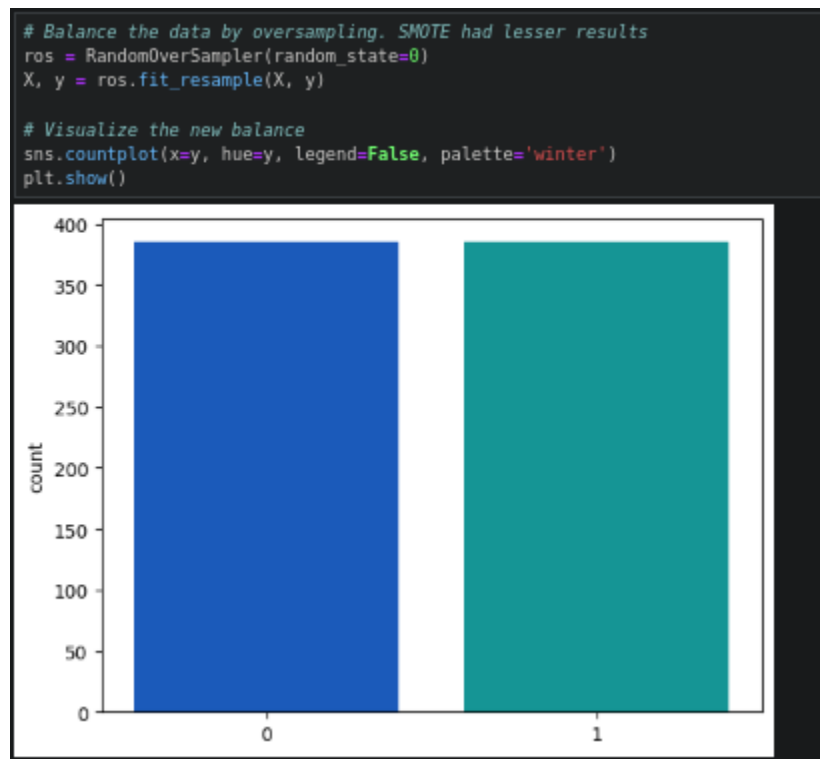 # Balance the data by oversampling. SMOTE had lesser results
ros = RandomOverSampler(random_state=0)
X, y = ros.fit_resample(X, y)
# Visualize the new balance
sns.countplot(x=y, hue=y, legend=False, palette='winter')
plt.show()
400
350
300
250
200
150
100
50
0
count
0 1